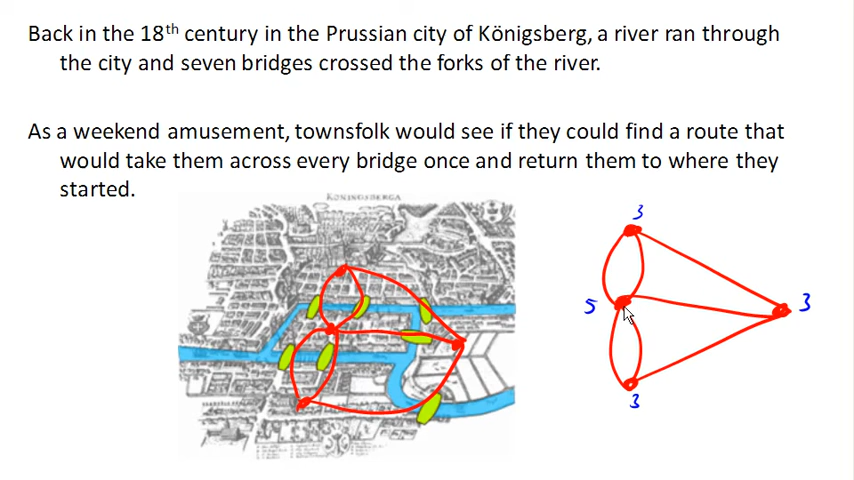 Back in the 18th century in the Prussian city of Königsberg, a river ran through
the city and seven bridges crossed the forks of the river.
As a weekend amusement, townsfolk would see if they could find a route that
would take them across every bridge once and return them to where they
started.
KONINGSBERGA
3
5
3
3